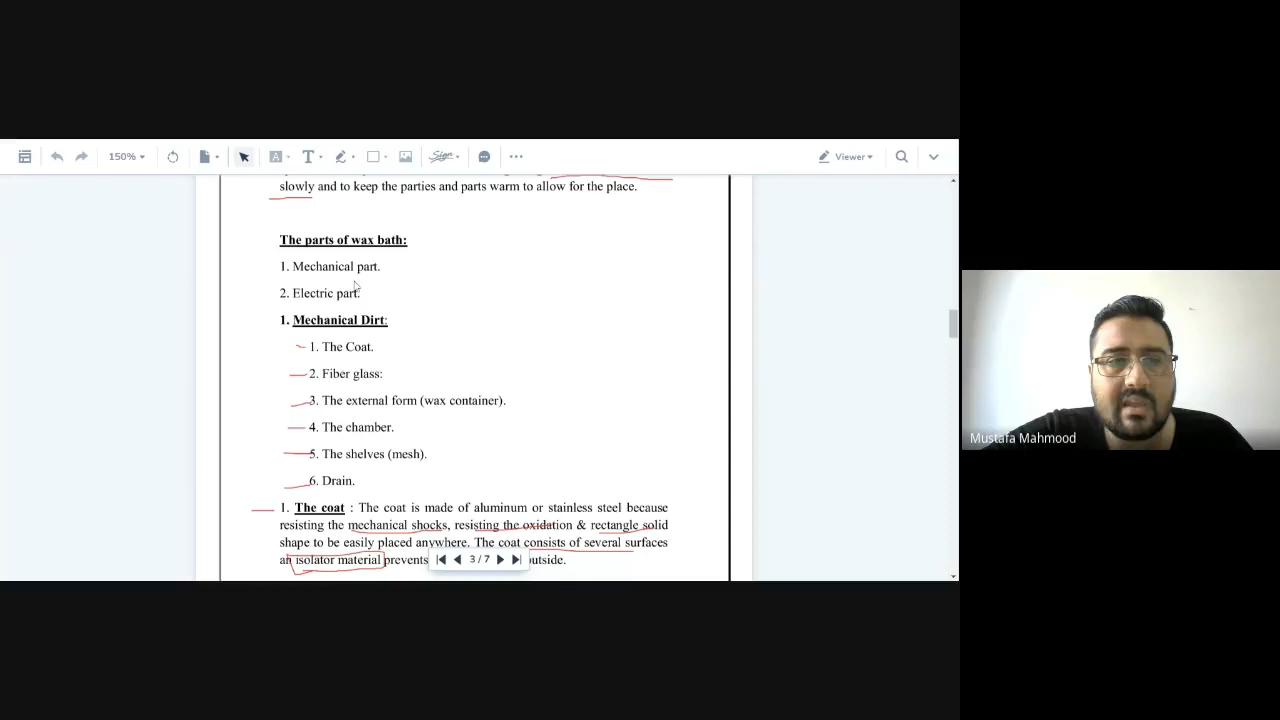 150%
Sign
Viewer
slowly and to keep the parties and parts warm to allow for the place.
The parts of wax bath:
1. Mechanical part.
2. Electric part.
1. Mechanical Dirt:
1. The Coat.
2. Fiber glass:
3. The external form (wax container).
4. The chamber.
5. The shelves (mesh).
6. Drain.
1. The coat : The coat is made of aluminum or stainless steel because
resisting the mechanical shocks, resisting the oxidation & rectangle solid
shape to be easily placed anywhere. The coat consists of several surfaces
an isolator material prevents outside.
3 / 7
Mustafa Mahmood